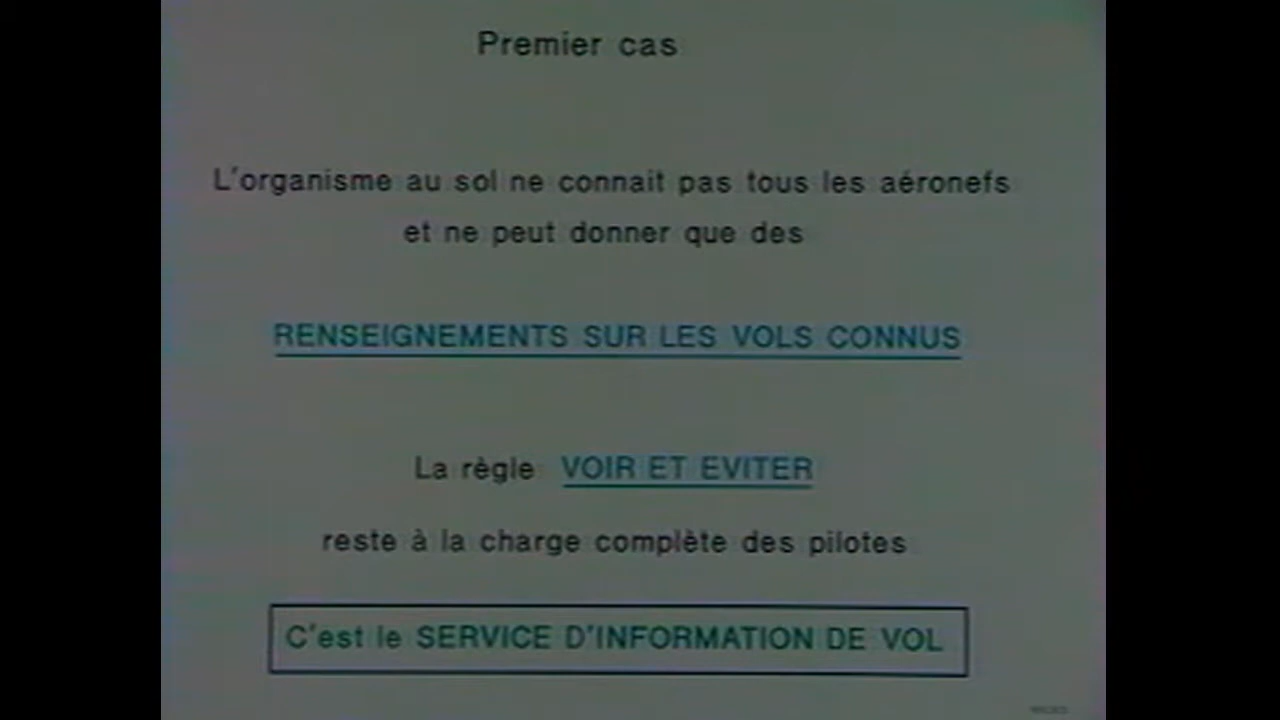 Premier cas
L'organisme au sol ne connait pas tous les aéronefs
et ne peut donner que des
RENSEIGNEMENTS SUR LES VOLS CONNUS
La règle VOIR ET EVITER
reste à la charge complète des pilotes
C'est le SERVICE D'INFORMATION DE VOL